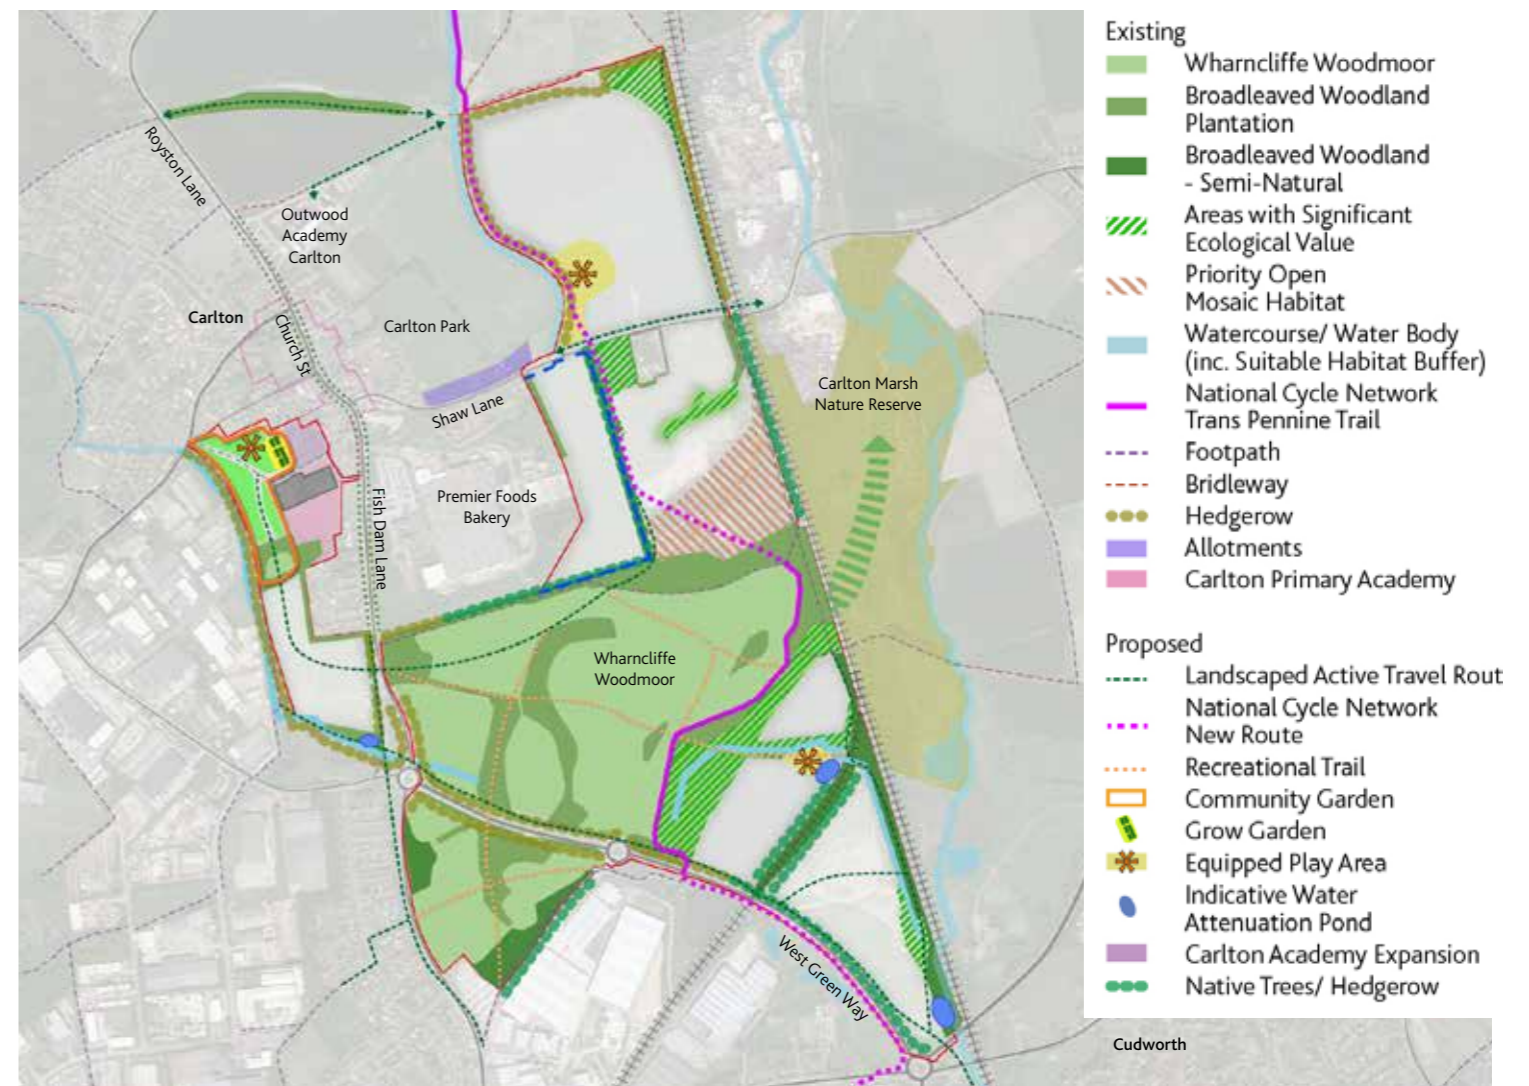 Royston Lane
Outwood
Academy
Carlton
Carlton
Church St
Carlton Park
Shaw Lane
Carlton Marsh
Nature Reserve
Premier Foods
Bakery
Fish Dam Lane
Wharncliffe
Woodmoor
West Green Way
Cudworth
Existing
Wharncliffe Woodmoor
Broadleaved Woodland
Plantation
Broadleaved Woodland
- Semi-Natural
Areas with Significant
Ecological Value
Priority Open
Mosaic Habitat
Watercourse/ Water Body
(inc. Suitable Habitat Buffer)
National Cycle Network
Trans Pennine Trail
Footpath
Bridleway
Hedgerow
Allotments
Carlton Primary Academy
Proposed
Landscaped Active Travel Rout
National Cycle Network
New Route
Recreational Trail
Community Garden
Grow Garden
Equipped Play Area
Indicative Water
Attenuation Pond
Carlton Academy Expansion
Native Trees/ Hedgerow